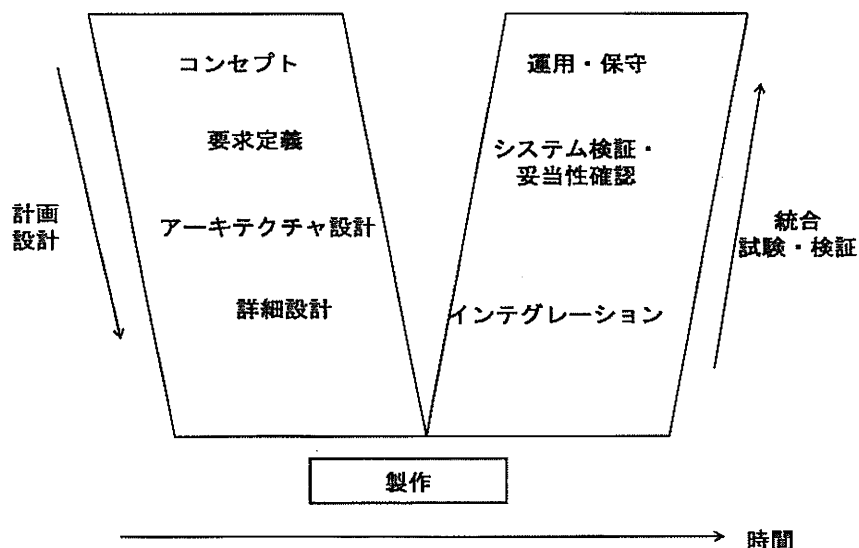 コンセプト
要求定義
アーキテクチャ設計
詳細設計
計画
設計
運用・保守
システム検証・
妥当性確認
インテグレーション
統合
試験・検証
製作
時間